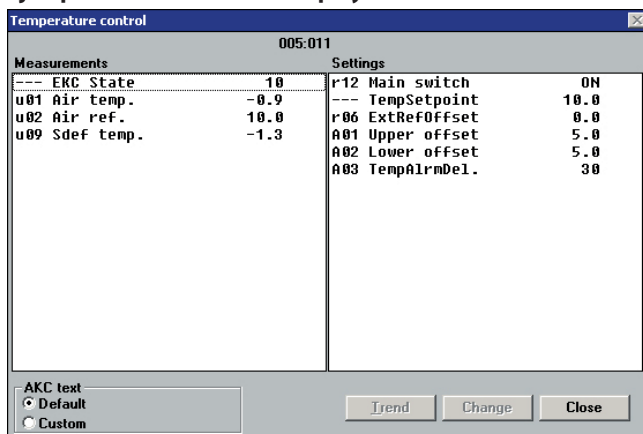 Temperature control
005:011
Measurements
--- EKC State 10
u01 Air temp. -0.9
u02 Air ref. 10.0
u09 Sdef temp. -1.3
Settings
r12 Main switch ON
--- TempSetpoint 10.0
r06 ExtRefOffset 0.0
A01 Upper offset 5.0
A02 Lower offset 5.0
A03 TempAlrmDel. 30
AKC text
Default
Custom
Trend
Change
Close